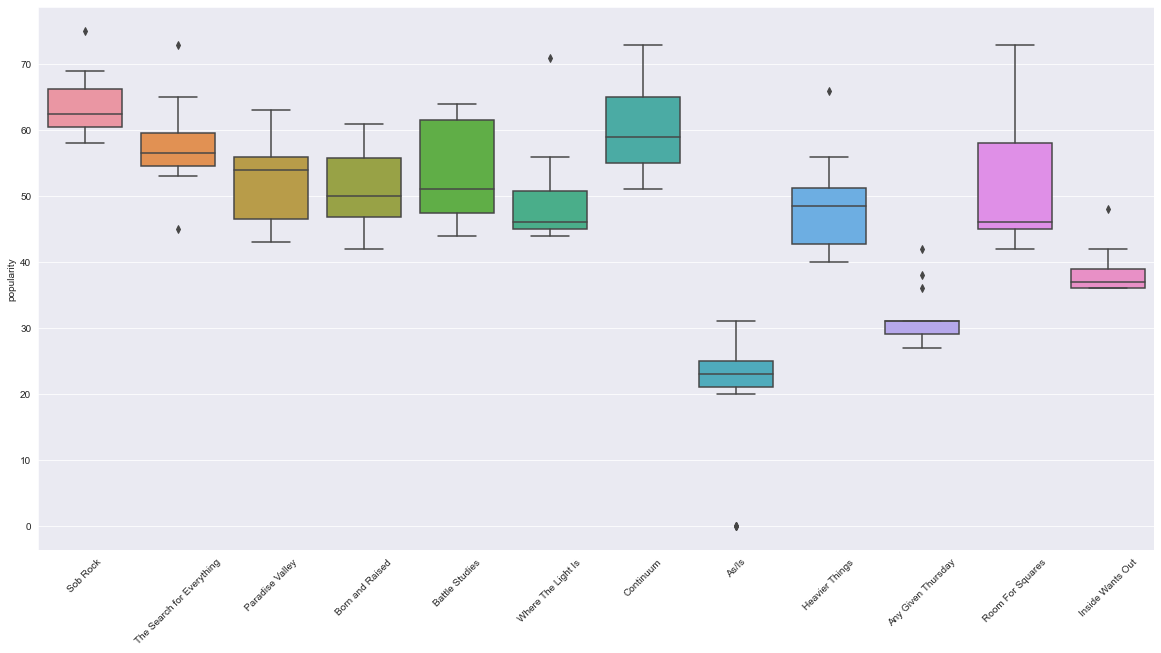 popularity
70
60
50
40
30
20
10
0
Sob Rock
The Search for Everything
Paradise Valley
Born and Raised
Battle Studies
Where The Light Is
Continuum
As/Is
Heavier Things
Any Given Thursday
Room For Squares
Inside Wants Out